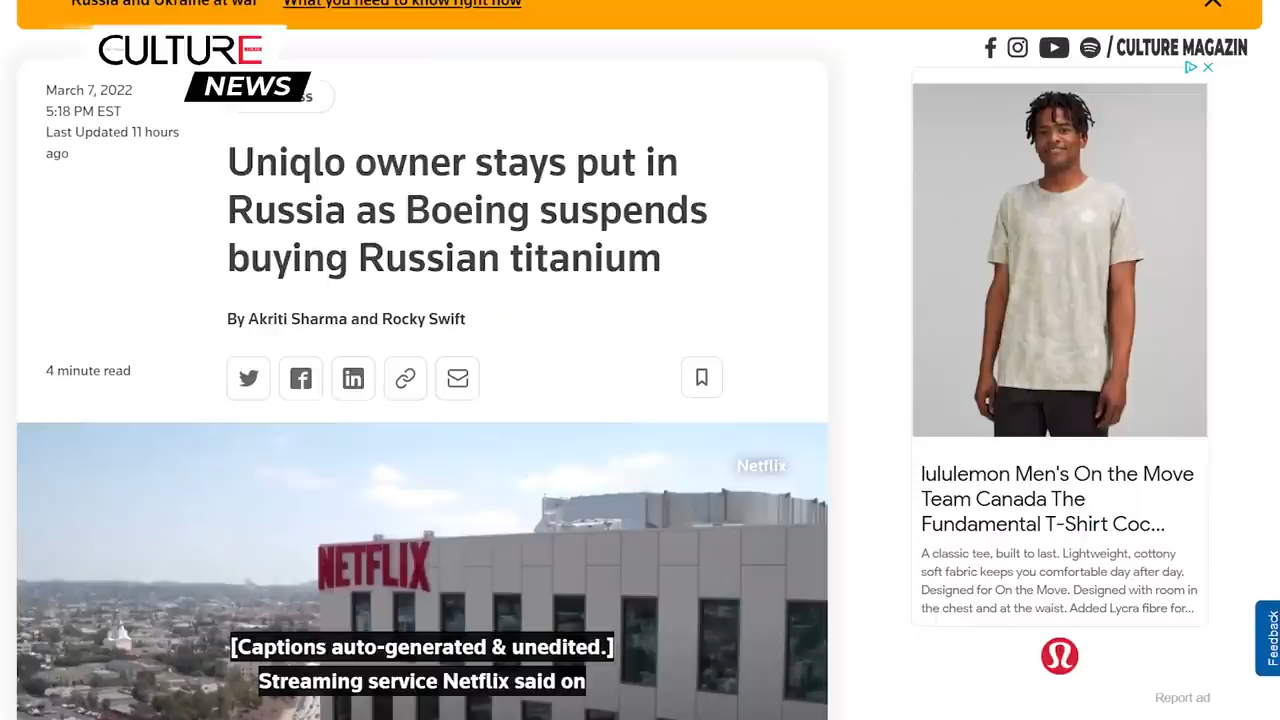 Russia and Ukraine at war What you need to know right now
CULTURE
NEWS
/ CULTURE MAGAZIN
March 7, 2022
5:18 PM EST
Last Updated 11 hours
ago
Uniqlo owner stays put in
Russia as Boeing suspends
buying Russian titanium
By Akriti Sharma and Rocky Swift
4 minute read
Netflix
NETFLIX
[Captions auto-generated & unedited.]
Streaming service Netflix said on
lululemon Men's On the Move
Team Canada The
Fundamental T-Shirt Coc...
A classic tee, built to last. Lightweight, cottony
soft fabric keeps you comfortable day after day.
Designed for On the Move. Designed with room in
the chest and at the waist. Added Lycra fibre for...
Report ad
Feedback